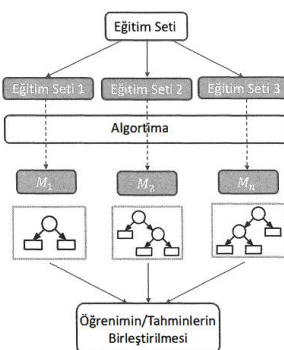 Eğitim Seti
Eğitim Seti 1 Eğitim Seti 2 Eğitim Seti 3
Algortima
M₁ M₂ Mₙ
Öğrenimin/Tahminlerin
Birleştirilmesi